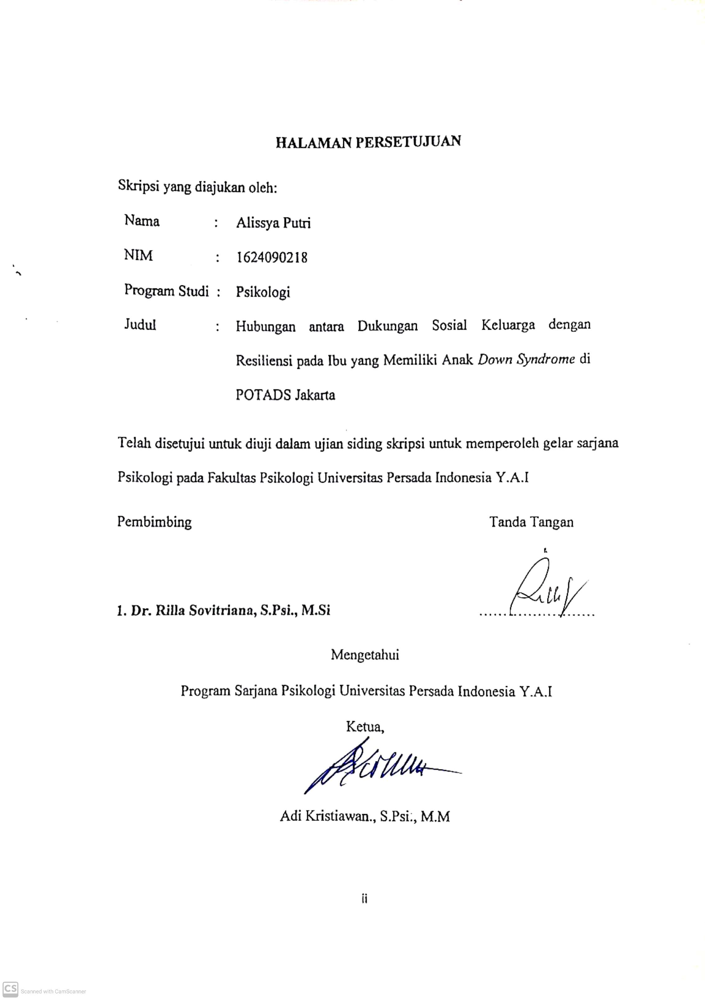 HALAMAN PERSETUJUAN
Skripsi yang diajukan oleh:
Nama : Alissya Putri
NIM : 1624090218
Program Studi : Psikologi
Judul : Hubungan antara Dukungan Sosial Keluarga dengan
Resiliensi pada Ibu yang Memiliki Anak Down Syndrome di
POTADS Jakarta
Telah disetujui untuk diuji dalam ujian siding skripsi untuk memperoleh gelar sarjana
Psikologi pada Fakultas Psikologi Universitas Persada Indonesia Y.A.I
Pembimbing Tanda Tangan
1. Dr. Rilla Sovitriana, S.Psi., M.Si ........................
Mengetahui
Program Sarjana Psikologi Universitas Persada Indonesia Y.A.I
Ketua,
Adi Kristiawan., S.Psi., M.M
ii
CS Scanned with CamScanner